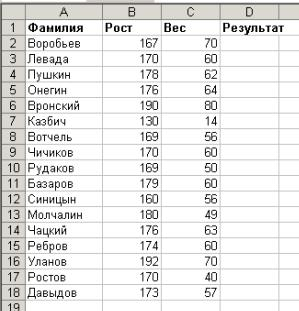 A B C D
1 Фамилия Рост Вес Результат
2 Воробьев 167 70
3 Левада 170 60
4 Пушкин 178 62
5 Онегин 176 64
6 Вронский 190 80
7 Казбич 130 14
8 Вотчель 169 56
9 Чичиков 170 60
10 Рудаков 169 50
11 Базаров 179 60
12 Синицын 160 56
13 Молчалин 180 49
14 Чацкий 176 63
15 Ребров 174 60
16 Уланов 192 70
17 Ростов 170 40
18 Давыдов 173 57
19